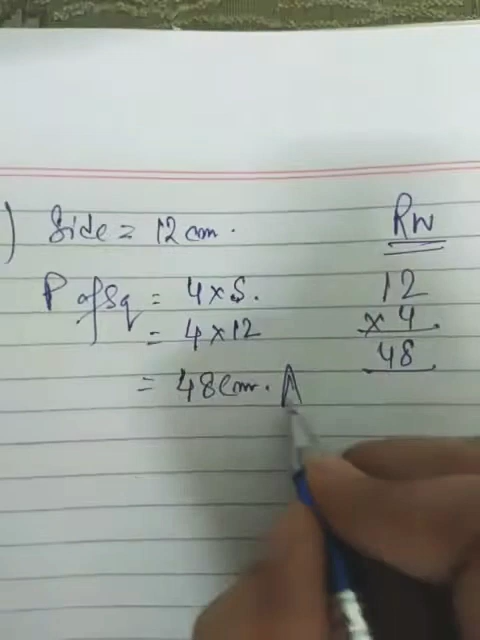 ) Side = 12 cm.
P of Sq = 4 x S.
= 4 x 12
= 48 cm. A
RW
12
x 4.
48